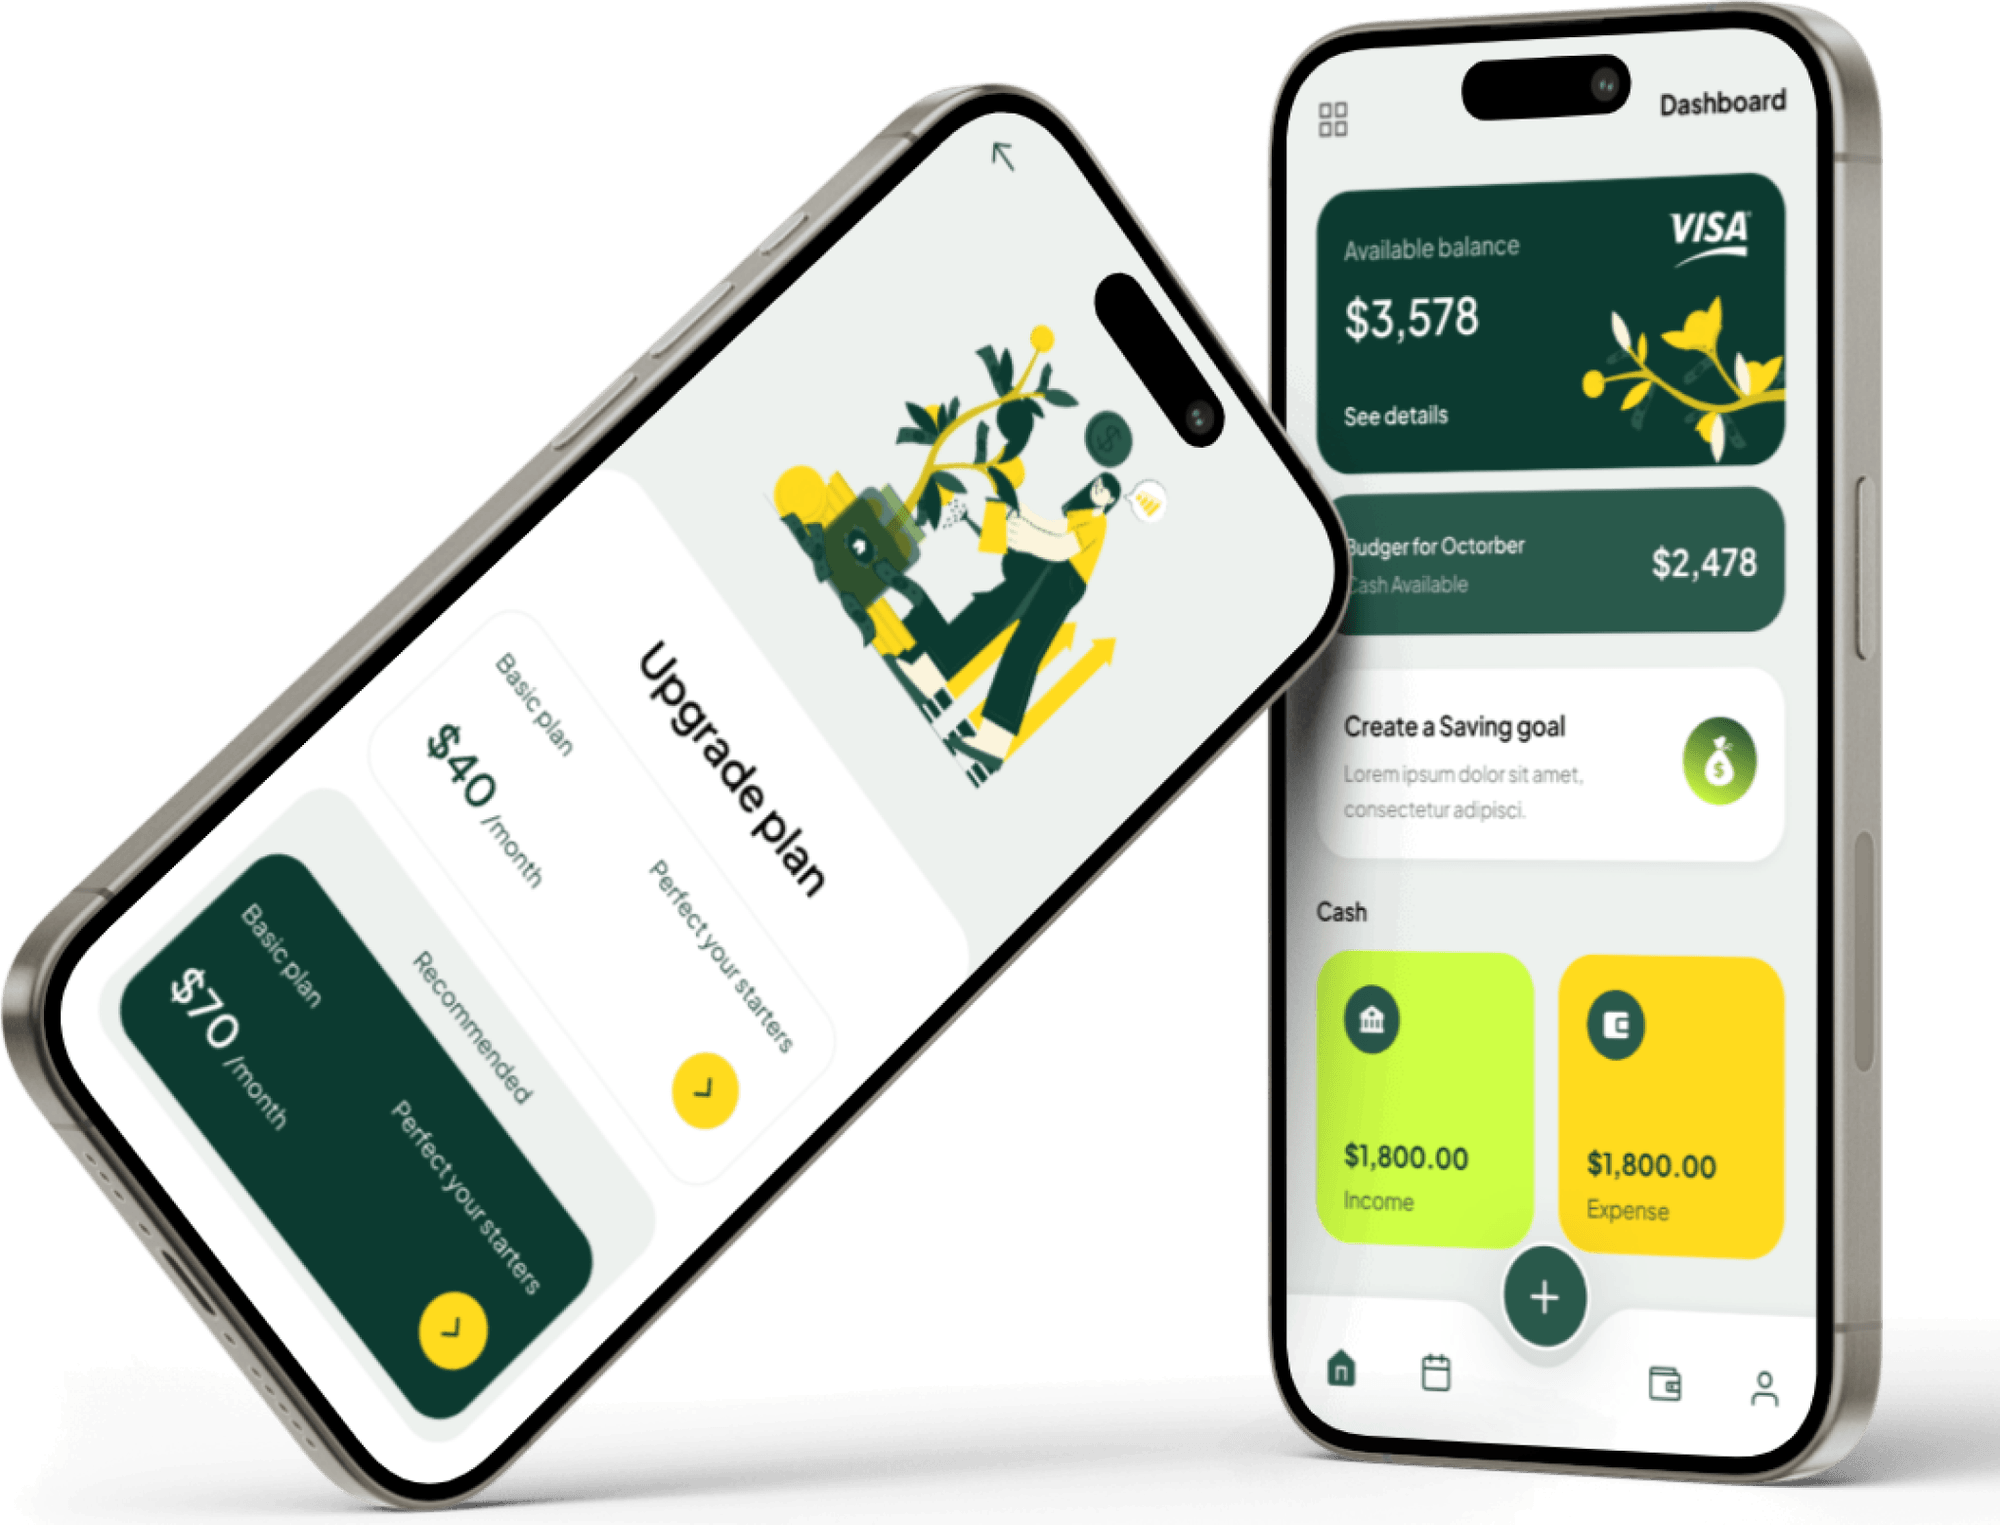 Upgrade plan
Basic plan
$40 /month
Perfect your starters
Recommended
Basic plan
$70 /month
Perfect your starters
Dashboard
VISA
Available balance
$3,578
See details
Budger for Octorber
$2,478
Cash Available
Create a Saving goal
Lorem ipsum dolor sit amet,
consectetur adipisci.
Cash
$1,800.00
Income
$1,800.00
Expense